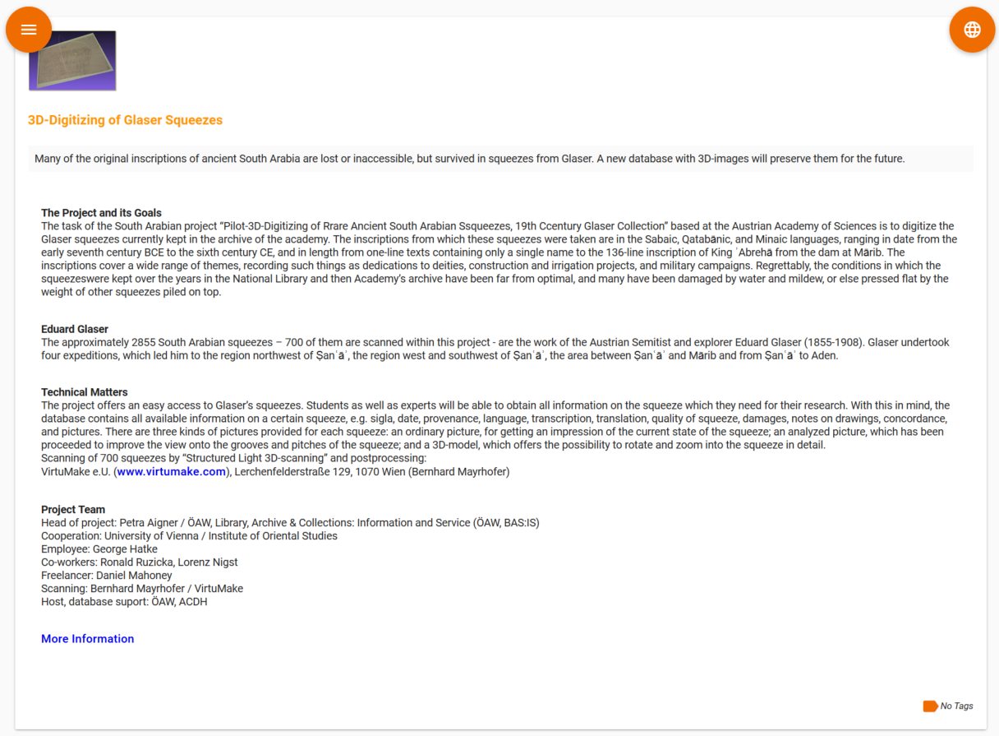 3D-Digitizing of Glaser Squeezes
Many of the original inscriptions of ancient South Arabia are lost or inaccessible, but survived in squeezes from Glaser. A new database with 3D-images will preserve them for the future.
The Project and its Goals
The task of the South Arabian project “Pilot-3D-Digitizing of Rrare Ancient South Arabian Ssqueezes, 19th Ccentury Glaser Collection” based at the Austrian Academy of Sciences is to digitize the
Glaser squeezes currently kept in the archive of the academy. The inscriptions from which these squeezes were taken are in the Sabaic, Qatabānic, and Minaic languages, ranging in date from the
early seventh century BCE to the sixth century CE, and in length from one-line texts containing only a single name to the 136-line inscription of King ʾAbrehā from the dam at Mārib. The
inscriptions cover a wide range of themes, recording such things as dedications to deities, construction and irrigation projects, and military campaigns. Regrettably, the conditions in which the
squeezeswere kept over the years in the National Library and then Academy’s archive have been far from optimal, and many have been damaged by water and mildew, or else pressed flat by the
weight of other squeezes piled on top.
Eduard Glaser
The approximately 2855 South Arabian squeezes – 700 of them are scanned within this project - are the work of the Austrian Semitist and explorer Eduard Glaser (1855-1908). Glaser undertook
four expeditions, which led him to the region northwest of Ṣanʿāʾ, the region west and southwest of Ṣanʿāʾ, the area between Ṣanʿāʾ and Mārib and from Ṣanʿāʾ to Aden.
Technical Matters
The project offers an easy access to Glaser’s squeezes. Students as well as experts will be able to obtain all information on the squeeze which they need for their research. With this in mind, the
database contains all available information on a certain squeeze, e.g. sigla, date, provenance, language, transcription, translation, quality of squeeze, damages, notes on drawings, concordance,
and pictures. There are three kinds of pictures provided for each squeeze: an ordinary picture, for getting an impression of the current state of the squeeze; an analyzed picture, which has been
proceeded to improve the view onto the grooves and pitches of the squeeze; and a 3D-model, which offers the possibility to rotate and zoom into the squeeze in detail.
Scanning of 700 squeezes by “Structured Light 3D-scanning” and postprocessing:
VirtuMake e.U. (www.virtumake.com), Lerchenfelderstraße 129, 1070 Wien (Bernhard Mayrhofer)
Project Team
Head of project: Petra Aigner / ÖAW, Library, Archive & Collections: Information and Service (ÖAW, BAS:IS)
Cooperation: University of Vienna / Institute of Oriental Studies
Employee: George Hatke
Co-workers: Ronald Ruzicka, Lorenz Nigst
Freelancer: Daniel Mahoney
Scanning: Bernhard Mayrhofer / VirtuMake
Host, database suport: ÖAW, ACDH
More Information
No Tags